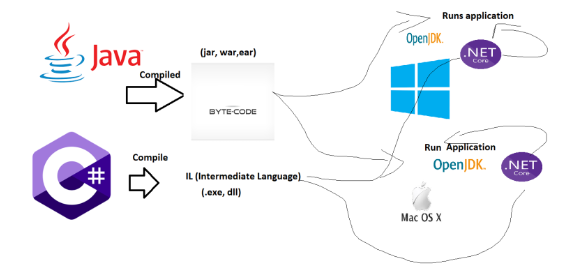 Java
Compiled
(jar, war,ear)
BYTE-CODE
OpenJDK.
Runs application
.NET
Core
C#
Compile
IL (Intermediate Language)
(.exe, dll)
Run Application
OpenJDK.
.NET
Core
Mac OS X